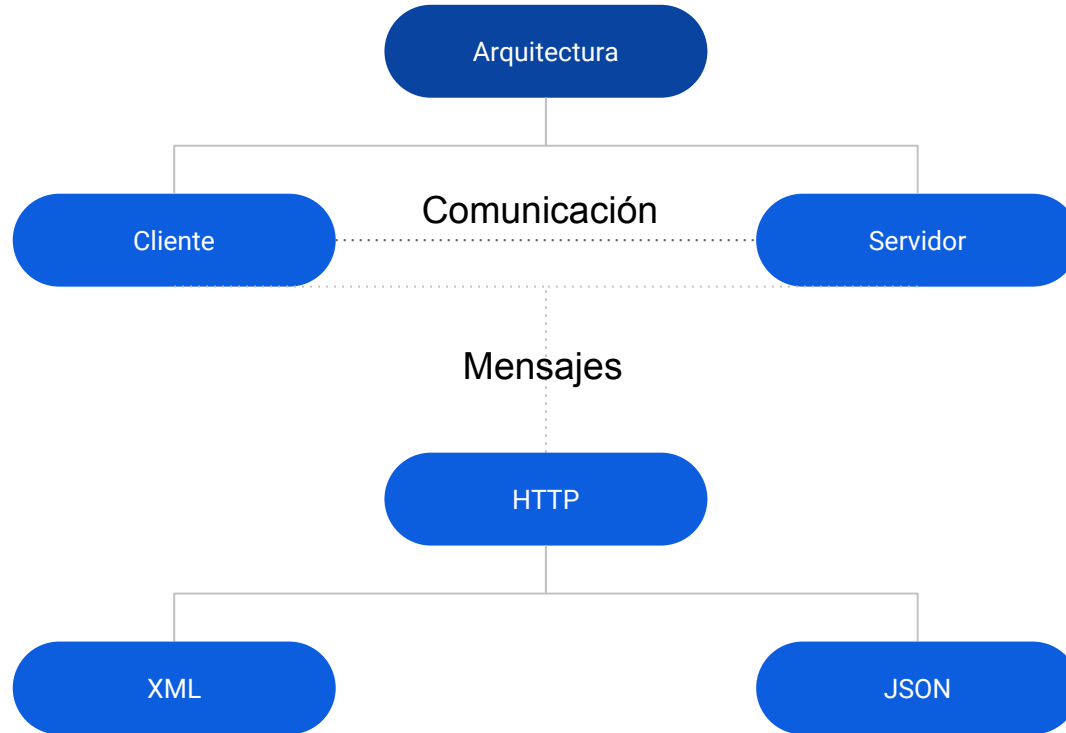 Arquitectura
Comunicación
Cliente
Servidor
Mensajes
HTTP
XML
JSON